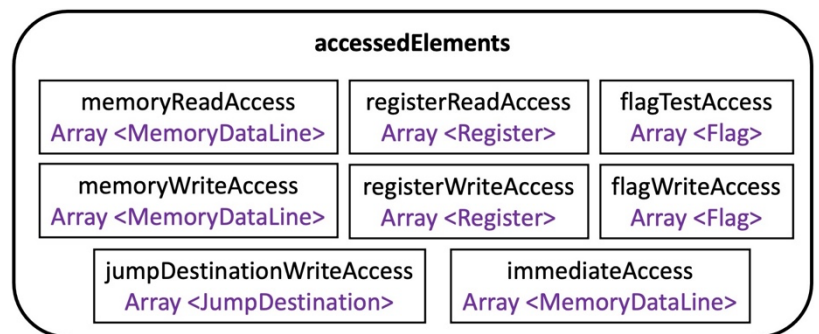 accessedElements
memoryReadAccess
Array <MemoryDataLine>
registerReadAccess
Array <Register>
flagTestAccess
Array <Flag>
memoryWriteAccess
Array <MemoryDataLine>
registerWriteAccess
Array <Register>
flagWriteAccess
Array <Flag>
jumpDestinationWriteAccess
Array <JumpDestination>
immediateAccess
Array <MemoryDataLine>